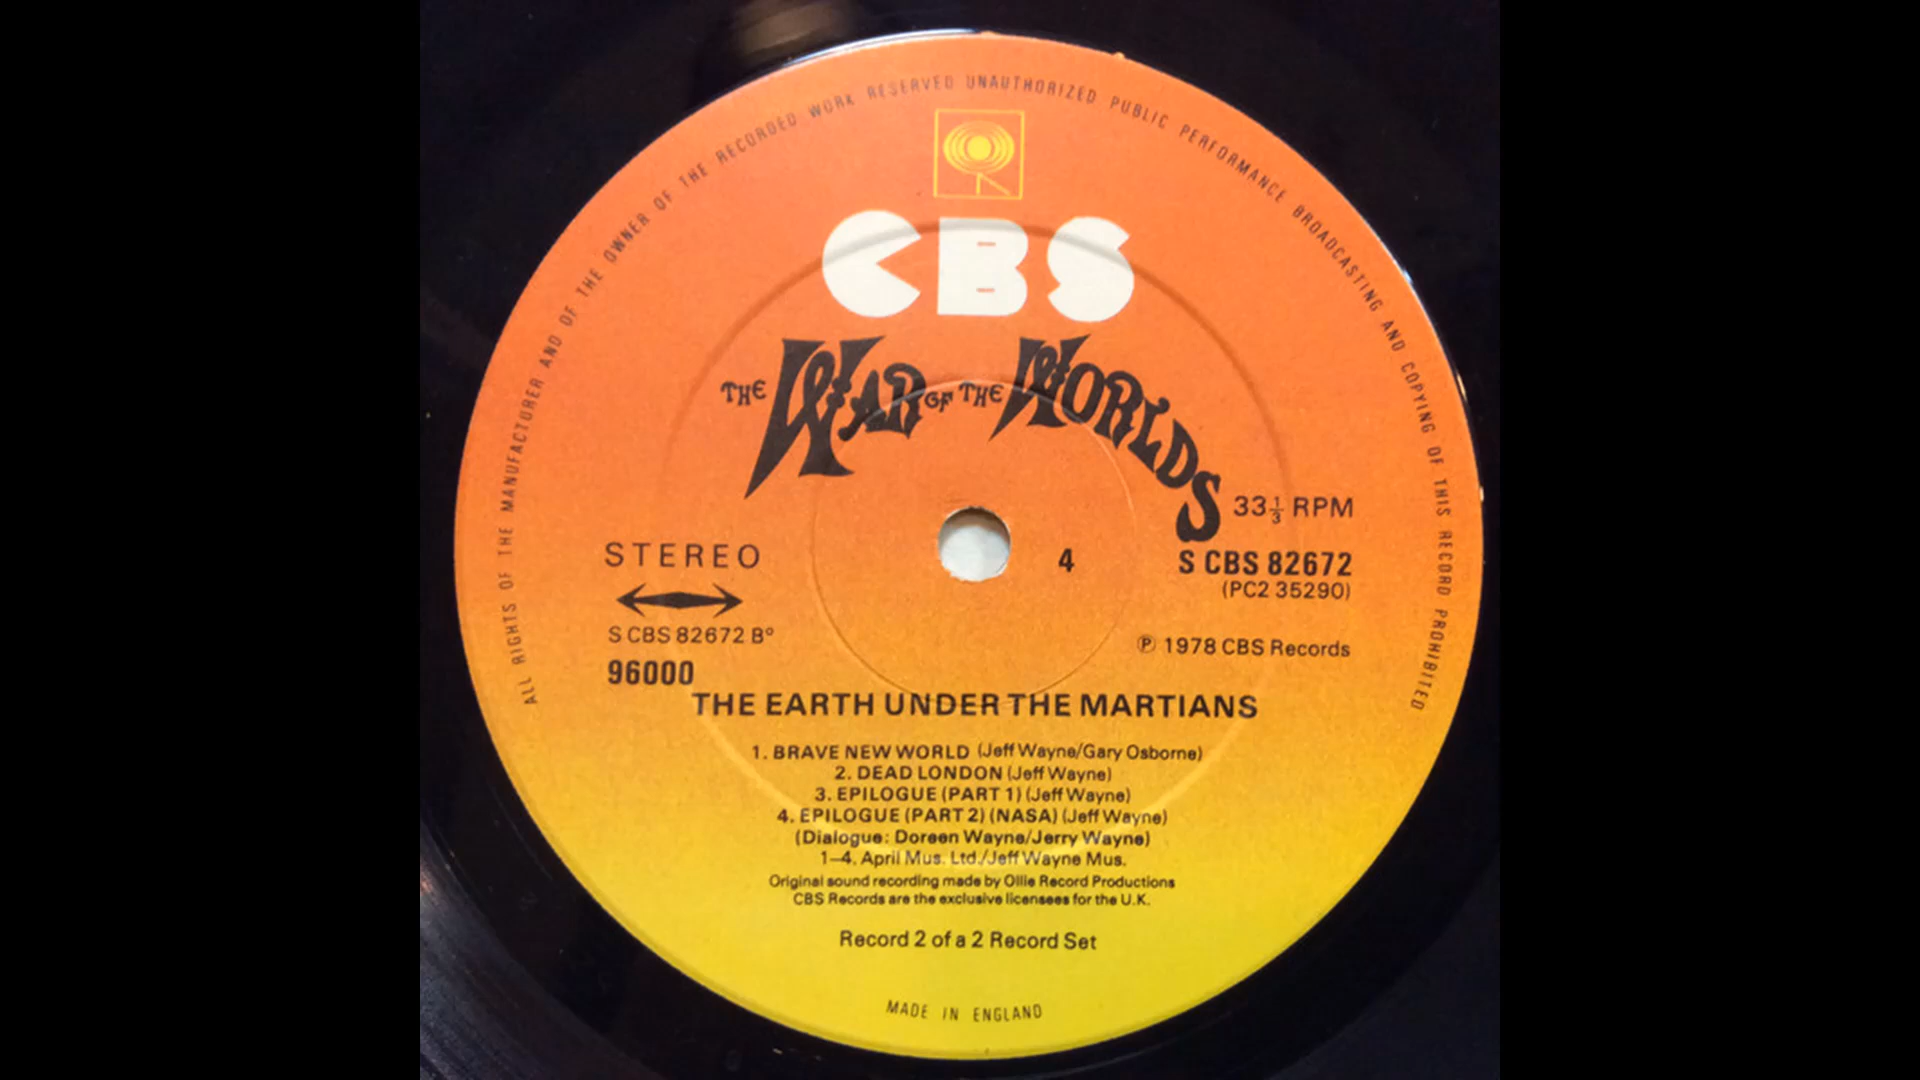 ALL RIGHTS OF THE MANUFACTURER AND OF THE OWNER OF THE RECORDED WORK RESERVED UNAUTHORIZED PUBLIC PERFORMANCE BROADCASTING AND COPYING OF THIS RECORD PROHIBITED
CBS
THE WAR OF THE WORLDS
33⅓ RPM
STEREO
4
S CBS 82672
(PC2 35290)
S CBS 82672 B°
℗ 1978 CBS Records
96000
THE EARTH UNDER THE MARTIANS
1. BRAVE NEW WORLD (Jeff Wayne/Gary Osborne)
2. DEAD LONDON (Jeff Wayne)
3. EPILOGUE (PART 1) (Jeff Wayne)
4. EPILOGUE (PART 2) (NASA) (Jeff Wayne)
(Dialogue: Doreen Wayne/Jerry Wayne)
1–4. April Mus. Ltd./Jeff Wayne Mus.
Original sound recording made by Ollie Record Productions
CBS Records are the exclusive licensees for the U.K.
Record 2 of a 2 Record Set
MADE IN ENGLAND